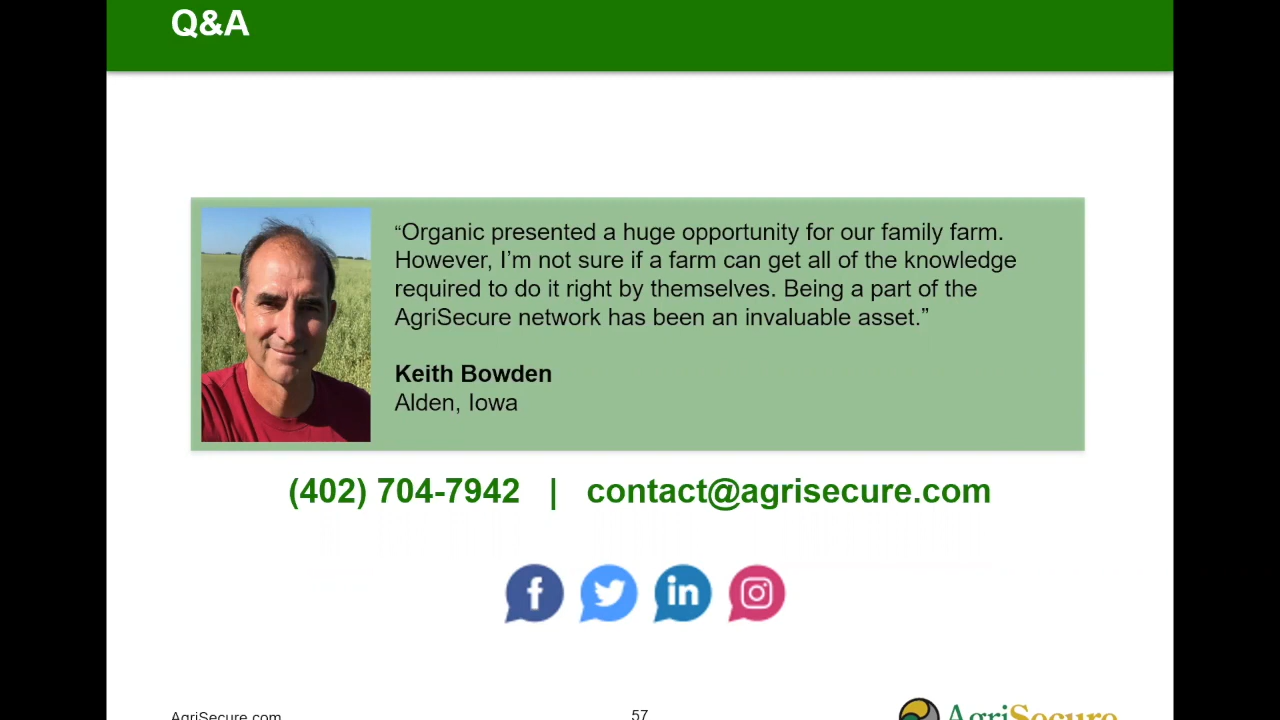 Q&A
“Organic presented a huge opportunity for our family farm.
However, I’m not sure if a farm can get all of the knowledge
required to do it right by themselves. Being a part of the
AgriSecure network has been an invaluable asset.”
Keith Bowden
Alden, Iowa
(402) 704-7942 | contact@agrisecure.com
f in
AgriSecure.com 57 AgriSecure